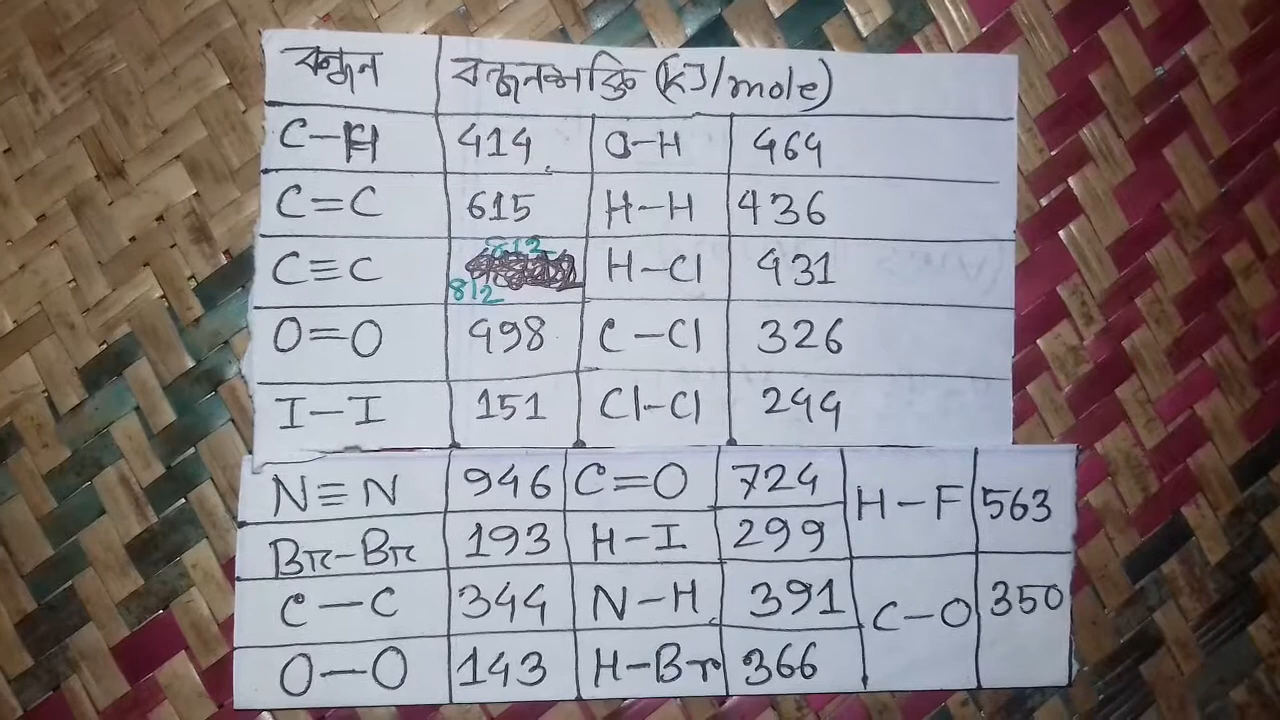 বন্ধন বন্ধনশক্তি (kJ/mole)
C–H 414 O–H 464
C=C 615 H–H 436
812
C≡C 812 H–Cl 431
O=O 498 C–Cl 326
I–I 151 Cl–Cl 244
N≡N 946 C=O 724 H–F 563
Br–Br 193 H–I 299
C–C 344 N–H 391 C–O 350
O–O 143 H–Br 366